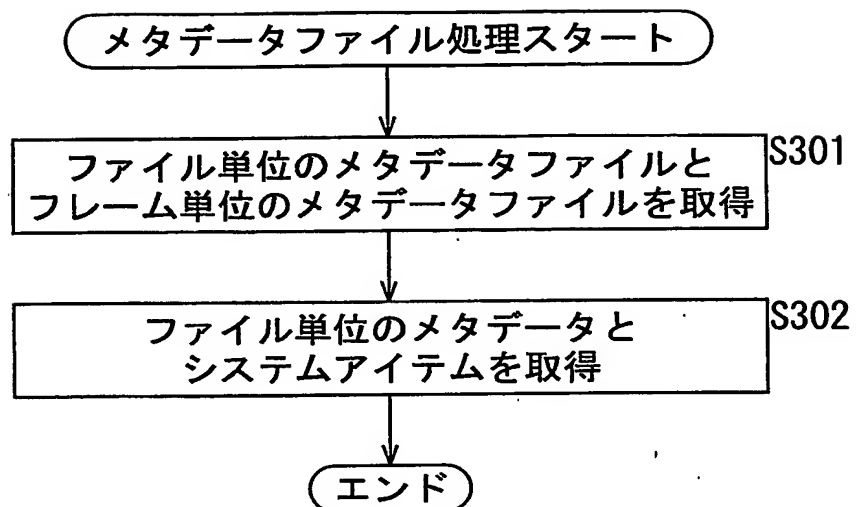 メタデータファイル処理スタート
S301
ファイル単位のメタデータファイルと
フレーム単位のメタデータファイルを取得
S302
ファイル単位のメタデータと
システムアイテムを取得
エンド